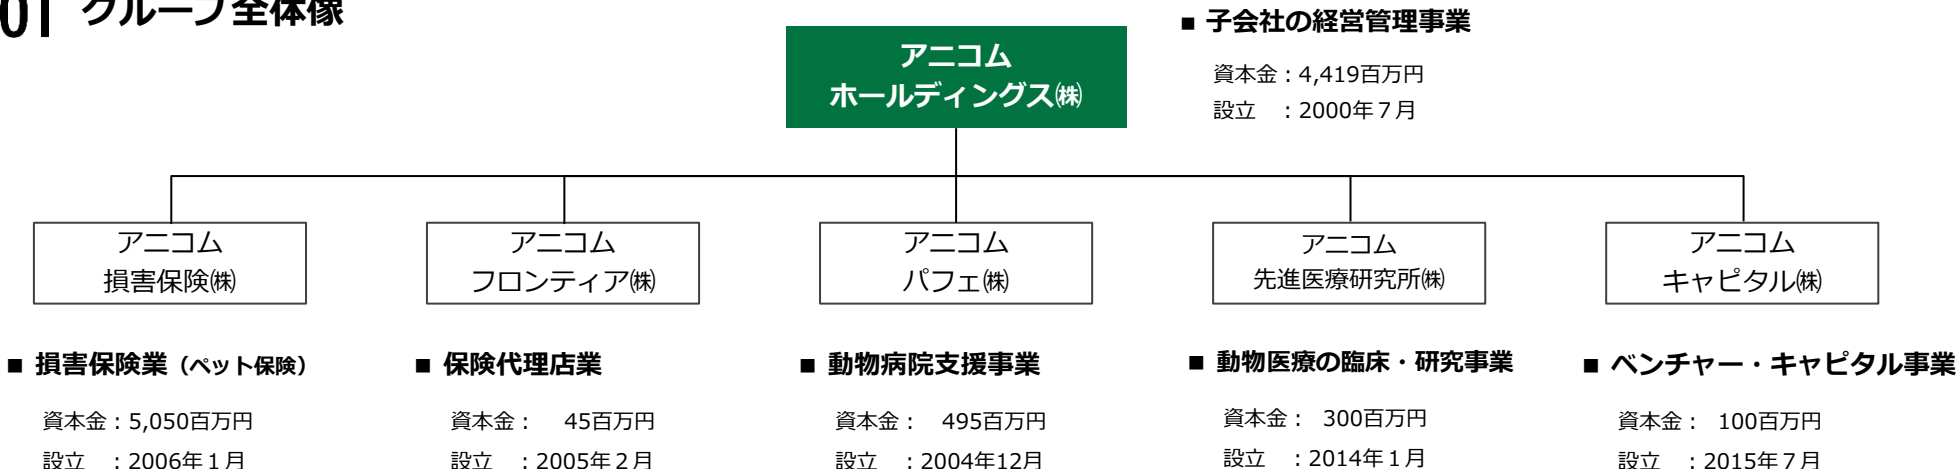 01 グループ全体像
アニコム
ホールディングス㈱
■ 子会社の経営管理事業
資本金：4,419百万円
設立　：2000年７月
アニコム
損害保険㈱
■ 損害保険業（ペット保険）
資本金：5,050百万円
設立　：2006年１月
アニコム
フロンティア㈱
■ 保険代理店業
資本金：　45百万円
設立　：2005年２月
アニコム
パフェ㈱
■ 動物病院支援事業
資本金：　495百万円
設立　：2004年12月
アニコム
先進医療研究所㈱
■ 動物医療の臨床・研究事業
資本金：　300百万円
設立　：2014年１月
アニコム
キャピタル㈱
■ ベンチャー・キャピタル事業
資本金：　100百万円
設立　：2015年７月